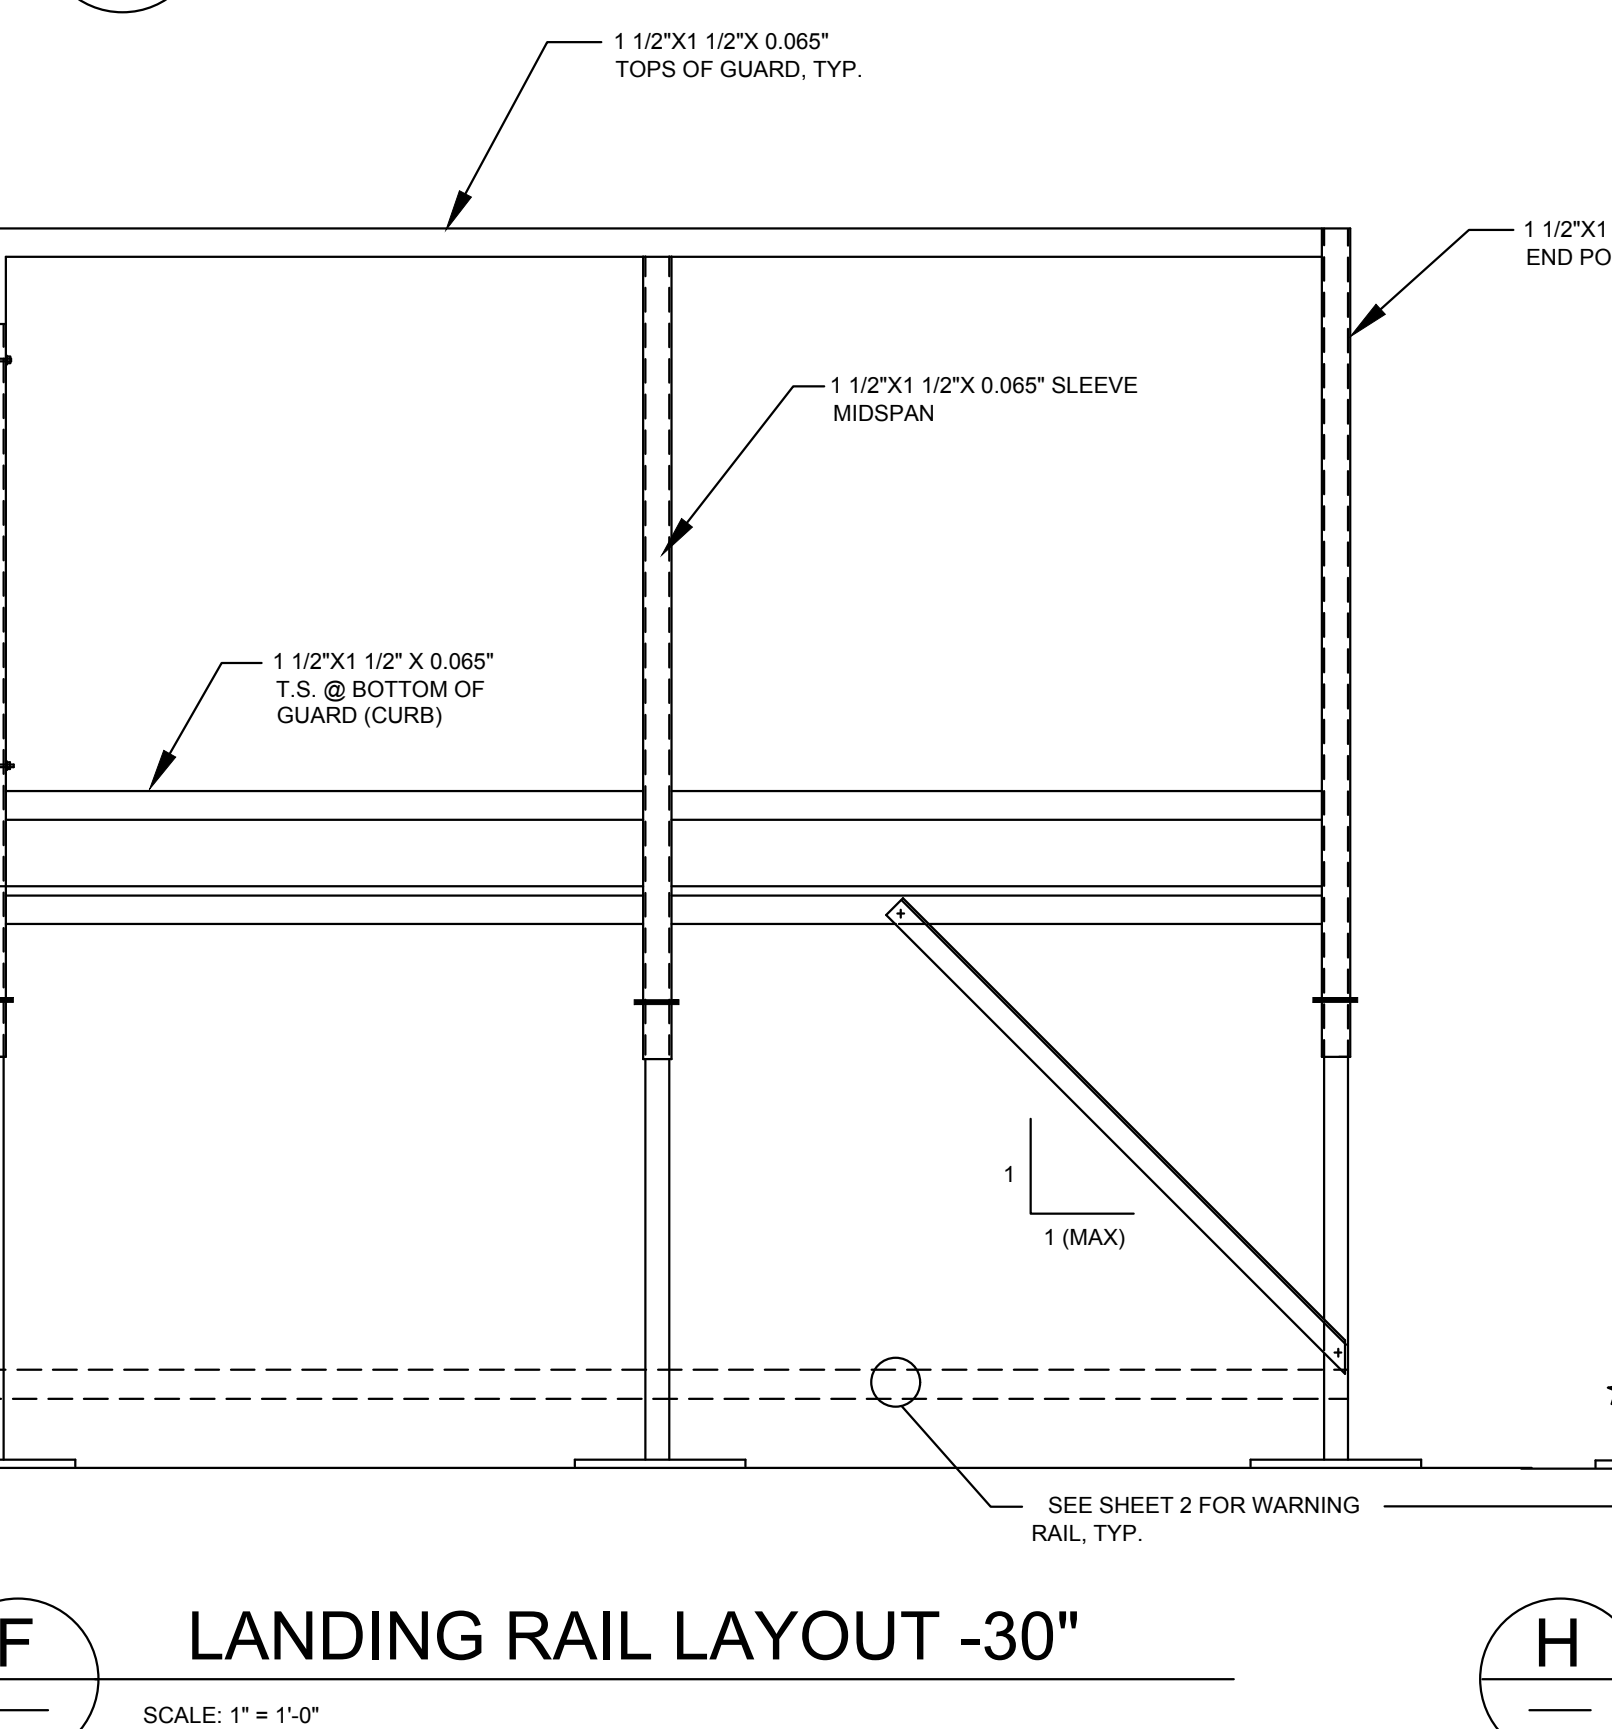 1 1/2"X1 1/2"X 0.065"
TOPS OF GUARD, TYP.
1 1/2"X1
END PO
1 1/2"X1 1/2"X 0.065" SLEEVE
MIDSPAN
1 1/2"X1 1/2" X 0.065"
T.S. @ BOTTOM OF
GUARD (CURB)
1
1 (MAX)
SEE SHEET 2 FOR WARNING
RAIL, TYP.
F
LANDING RAIL LAYOUT -30"
H
SCALE: 1" = 1'-0"